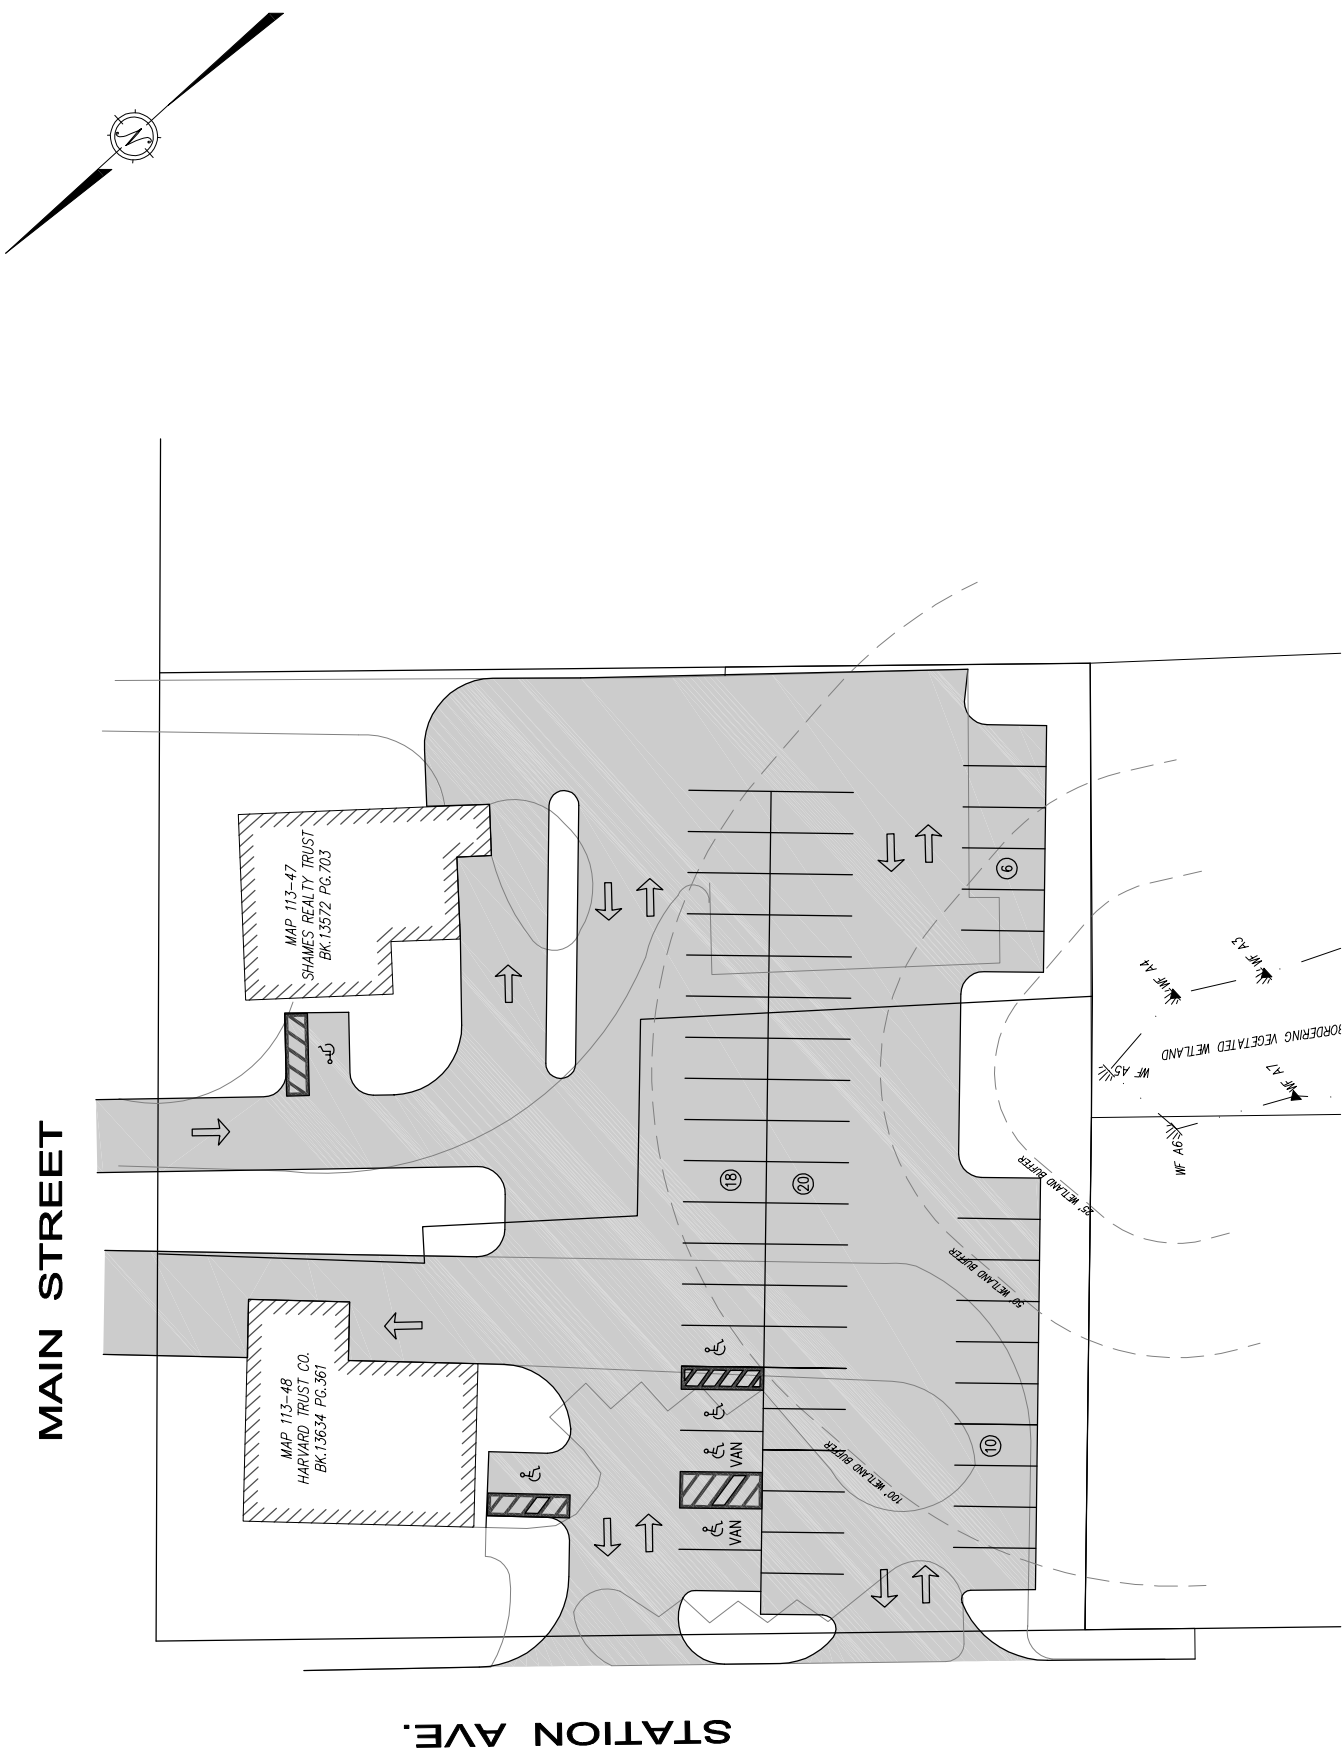 N
MAP 113-47
SHAMES REALTY TRUST
BK.13572 PG.703
6
WF A3
WF A4
BORDERING VEGETATED WETLAND
WF A5
WF A7
WF A6
MAIN STREET
18
20
25' WETLAND BUFFER
50' WETLAND BUFFER
MAP 113-48
HARVARD TRUST CO.
BK.13634 PG.361
VAN
VAN
10
100' WETLAND BUFFER
STATION AVE.